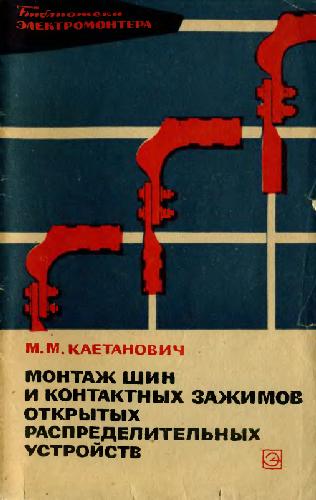 Библиотека
ЭЛЕКТРОМОНТЕРА
М.М. КАЕТАНОВИЧ
МОНТАЖ ШИН
И КОНТАКТНЫХ ЗАЖИМОВ
ОТКРЫТЫХ
РАСПРЕДЕЛИТЕЛЬНЫХ
УСТРОЙСТВ